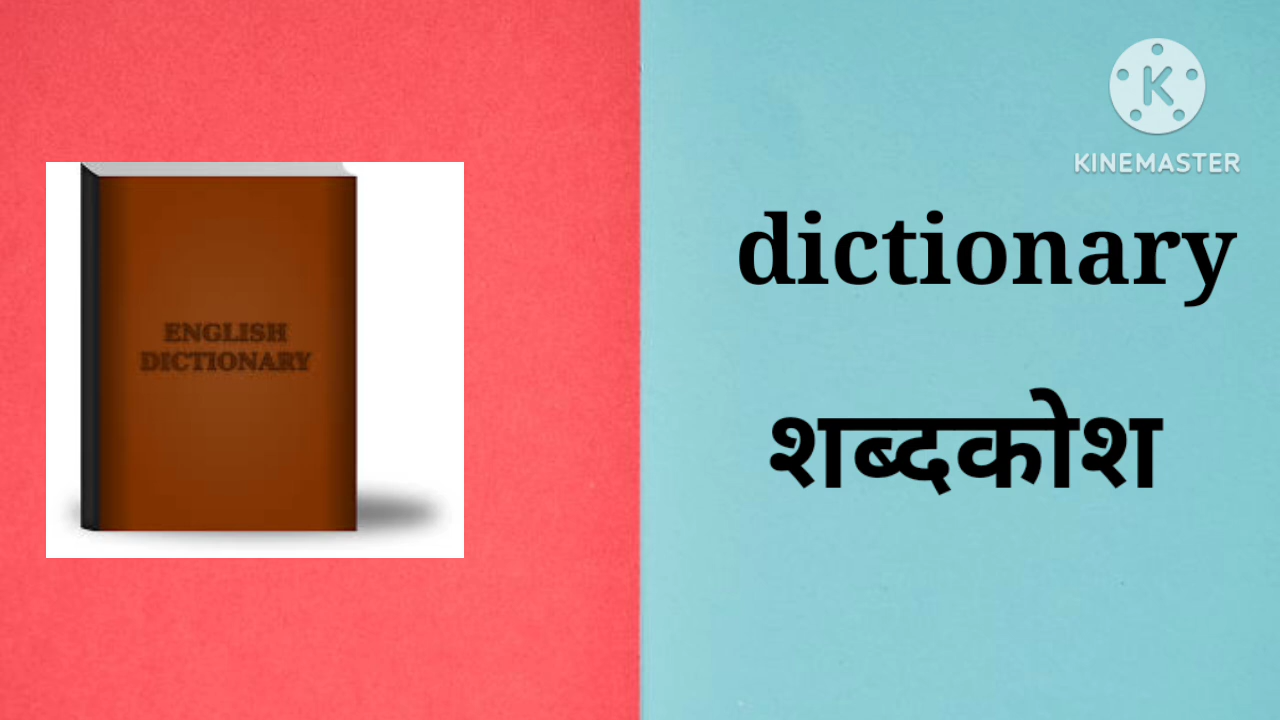 ENGLISH
DICTIONARY
K
KINEMASTER
dictionary
शब्दकोश